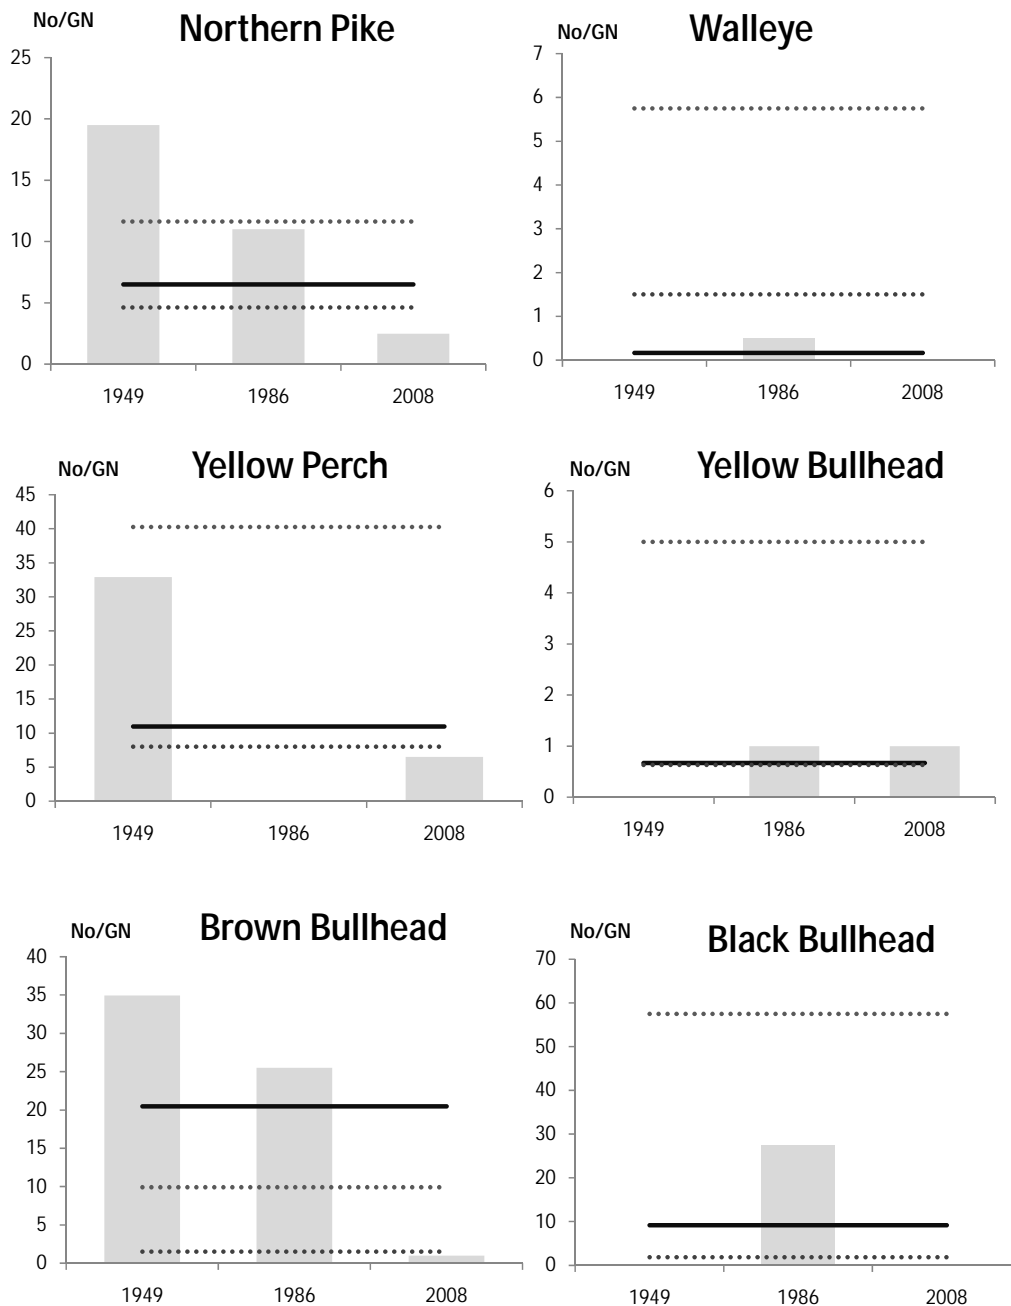 No/GN
Northern Pike
25
20
15
10
5
0
1949 1986 2008
No/GN
Walleye
7
6
5
4
3
2
1
0
1949 1986 2008
No/GN
Yellow Perch
45
40
35
30
25
20
15
10
5
0
1949 1986 2008
No/GN
Yellow Bullhead
6
5
4
3
2
1
0
1949 1986 2008
No/GN
Brown Bullhead
40
35
30
25
20
15
10
5
0
1949 1986 2008
No/GN
Black Bullhead
70
60
50
40
30
20
10
0
1949 1986 2008